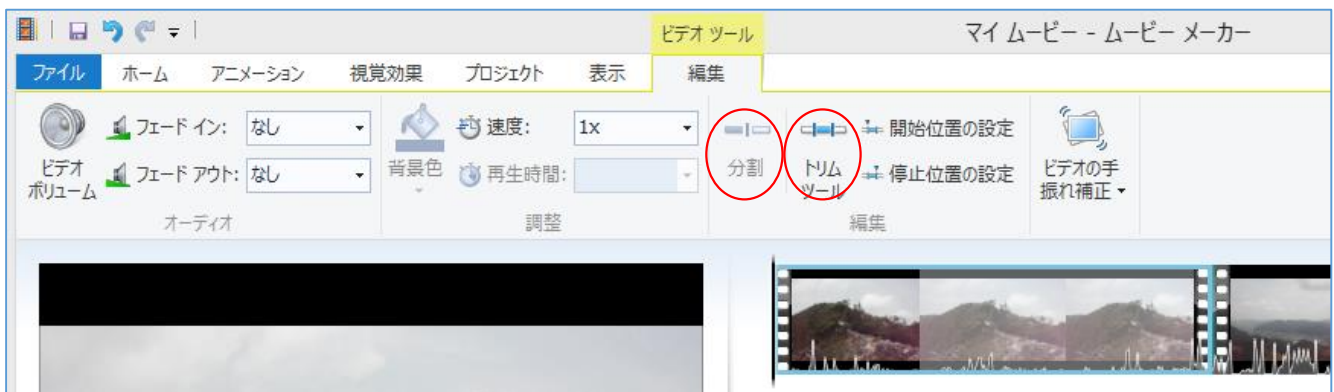 ビデオ ツール
マイ ムービー - ムービー メーカー
ファイル ホーム アニメーション 視覚効果 プロジェクト 表示 編集
ビデオ
ボリューム
フェード イン: なし
フェード アウト: なし
オーディオ
背景色
速度: 1x
再生時間:
調整
分割
トリム
ツール
開始位置の設定
停止位置の設定
編集
ビデオの手
振れ補正